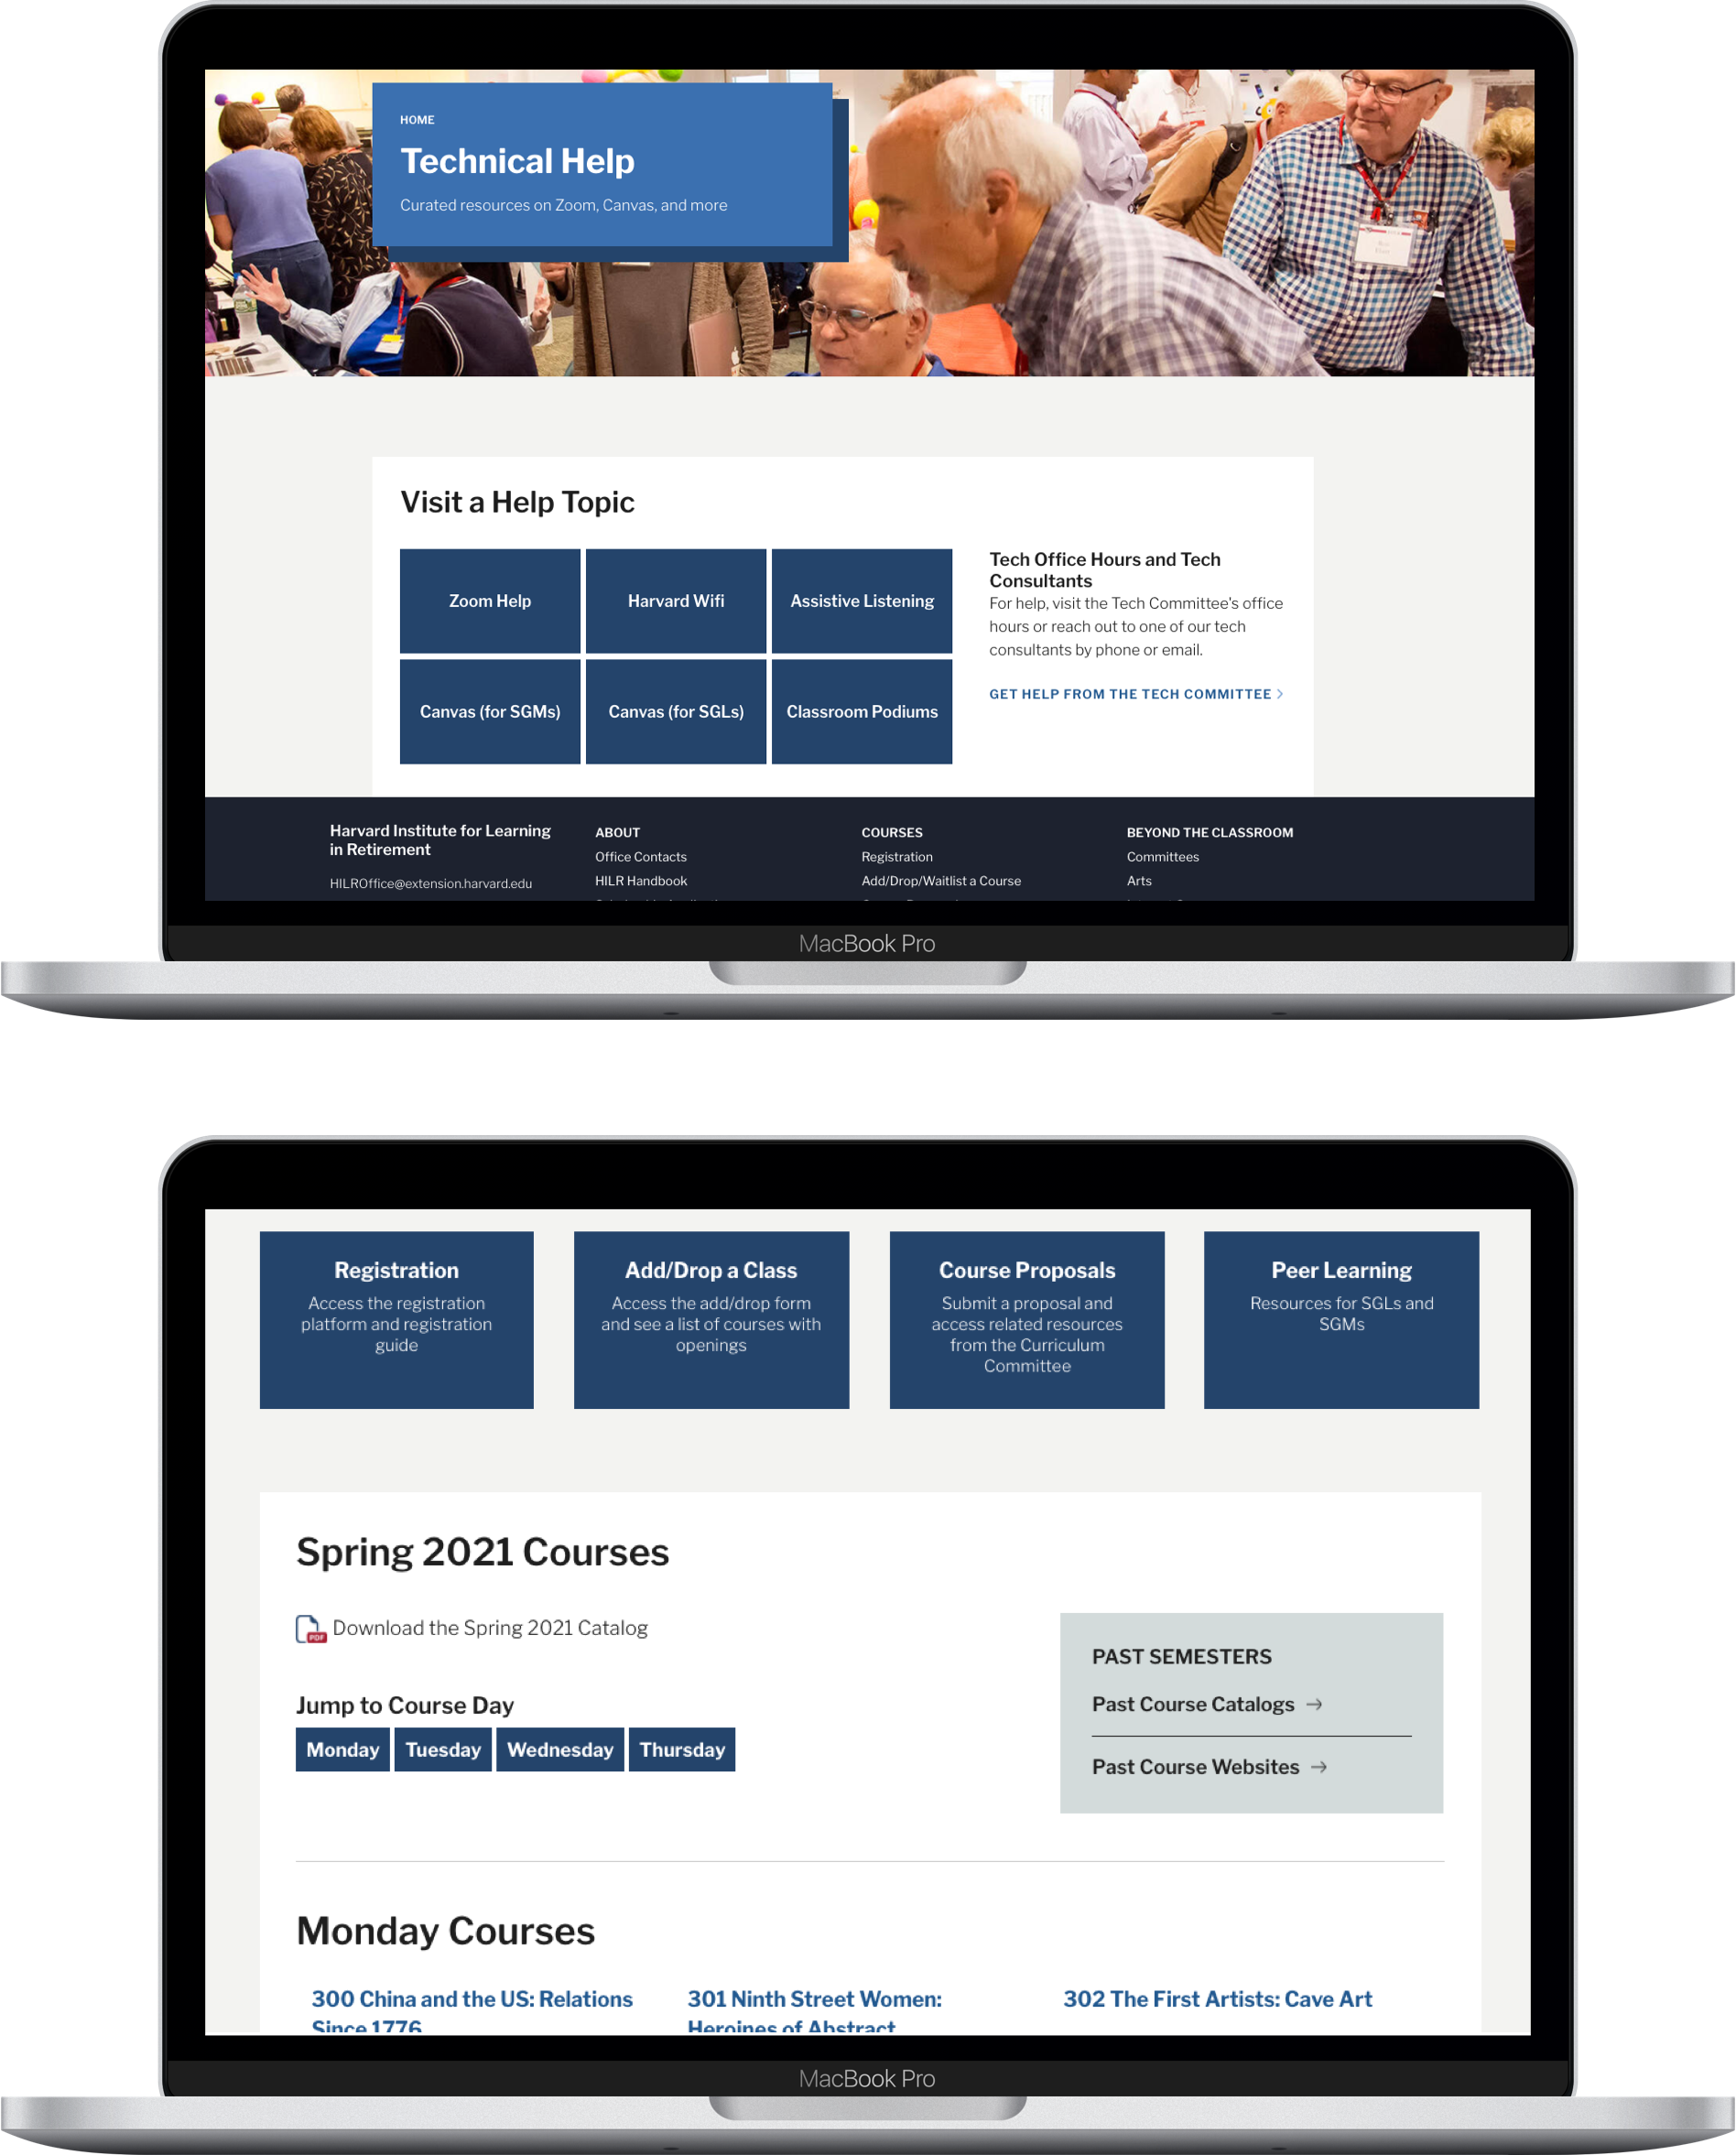 HOME
Technical Help
Curated resources on Zoom, Canvas, and more
Visit a Help Topic
Zoom Help
Harvard Wifi
Assistive Listening
Canvas (for SGMs)
Canvas (for SGLs)
Classroom Podiums
Tech Office Hours and Tech
Consultants
For help, visit the Tech Committee's office
hours or reach out to one of our tech
consultants by phone or email.
GET HELP FROM THE TECH COMMITTEE
Harvard Institute for Learning
in Retirement
HILROffice@extension.harvard.edu
ABOUT
Office Contacts
HILR Handbook
COURSES
Registration
Add/Drop/Waitlist a Course
BEYOND THE CLASSROOM
Committees
Arts
MacBook Pro
Registration
Access the registration
platform and registration
guide
Add/Drop a Class
Access the add/drop form
and see a list of courses with
openings
Course Proposals
Submit a proposal and
access related resources
from the Curriculum
Committee
Peer Learning
Resources for SGLs and
SGMs
Spring 2021 Courses
PDF
Download the Spring 2021 Catalog
Jump to Course Day
Monday
Tuesday
Wednesday
Thursday
PAST SEMESTERS
Past Course Catalogs →
Past Course Websites →
Monday Courses
300 China and the US: Relations
Since 1776
301 Ninth Street Women:
Heroines of Abstract
302 The First Artists: Cave Art
MacBook Pro